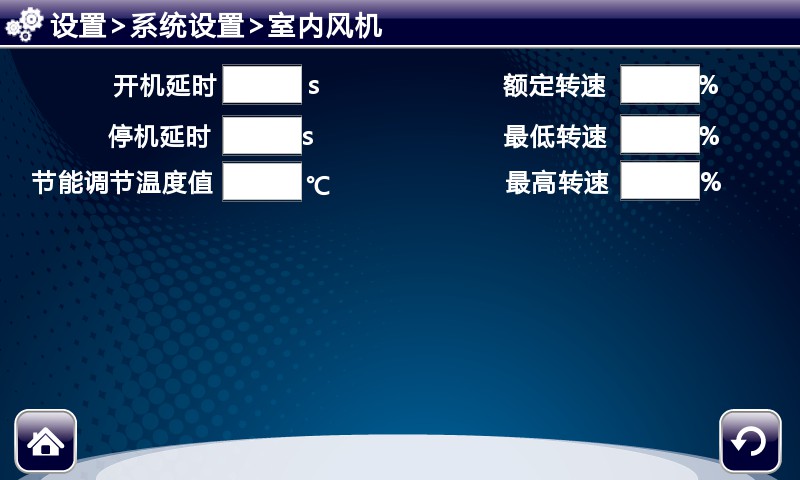 设置>系统设置>室内风机
开机延时 s 额定转速 %
停机延时 s 最低转速 %
节能调节温度值 ℃ 最高转速 %